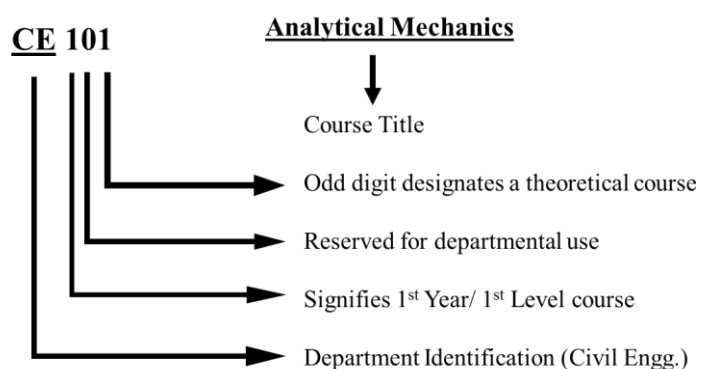 CE 101
Analytical Mechanics
Course Title
Odd digit designates a theoretical course
Reserved for departmental use
Signifies 1st Year/ 1st Level course
Department Identification (Civil Engg.)